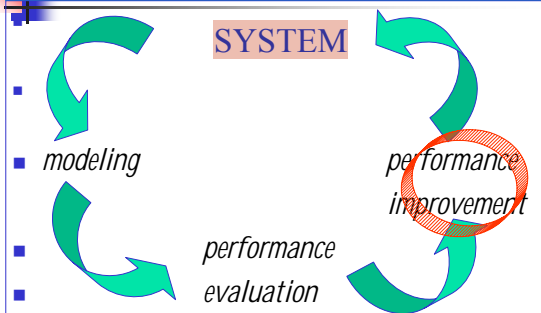 SYSTEM
modeling performance
improvement
performance
evaluation